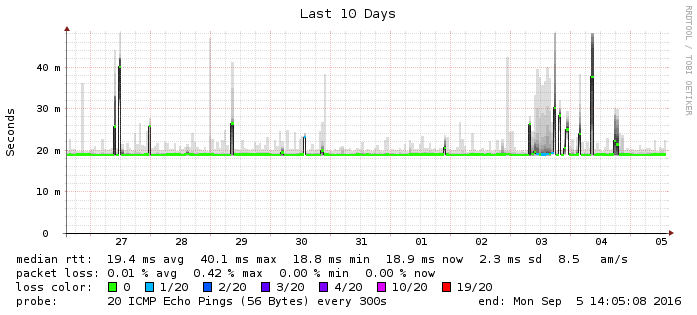 Last 10 Days
RRDTOOL / TOBI OETIKER
Seconds
40 m
30 m
20 m
10 m
0
27 28 29 30 31 01 02 03 04 05
median rtt: 19.4 ms avg 40.1 ms max 18.8 ms min 18.9 ms now 2.3 ms sd 8.5 am/s
packet loss: 0.01 % avg 0.42 % max 0.00 % min 0.00 % now
loss color: 0 1/20 2/20 3/20 4/20 10/20 19/20
probe: 20 ICMP Echo Pings (56 Bytes) every 300s end: Mon Sep 5 14:05:08 2016